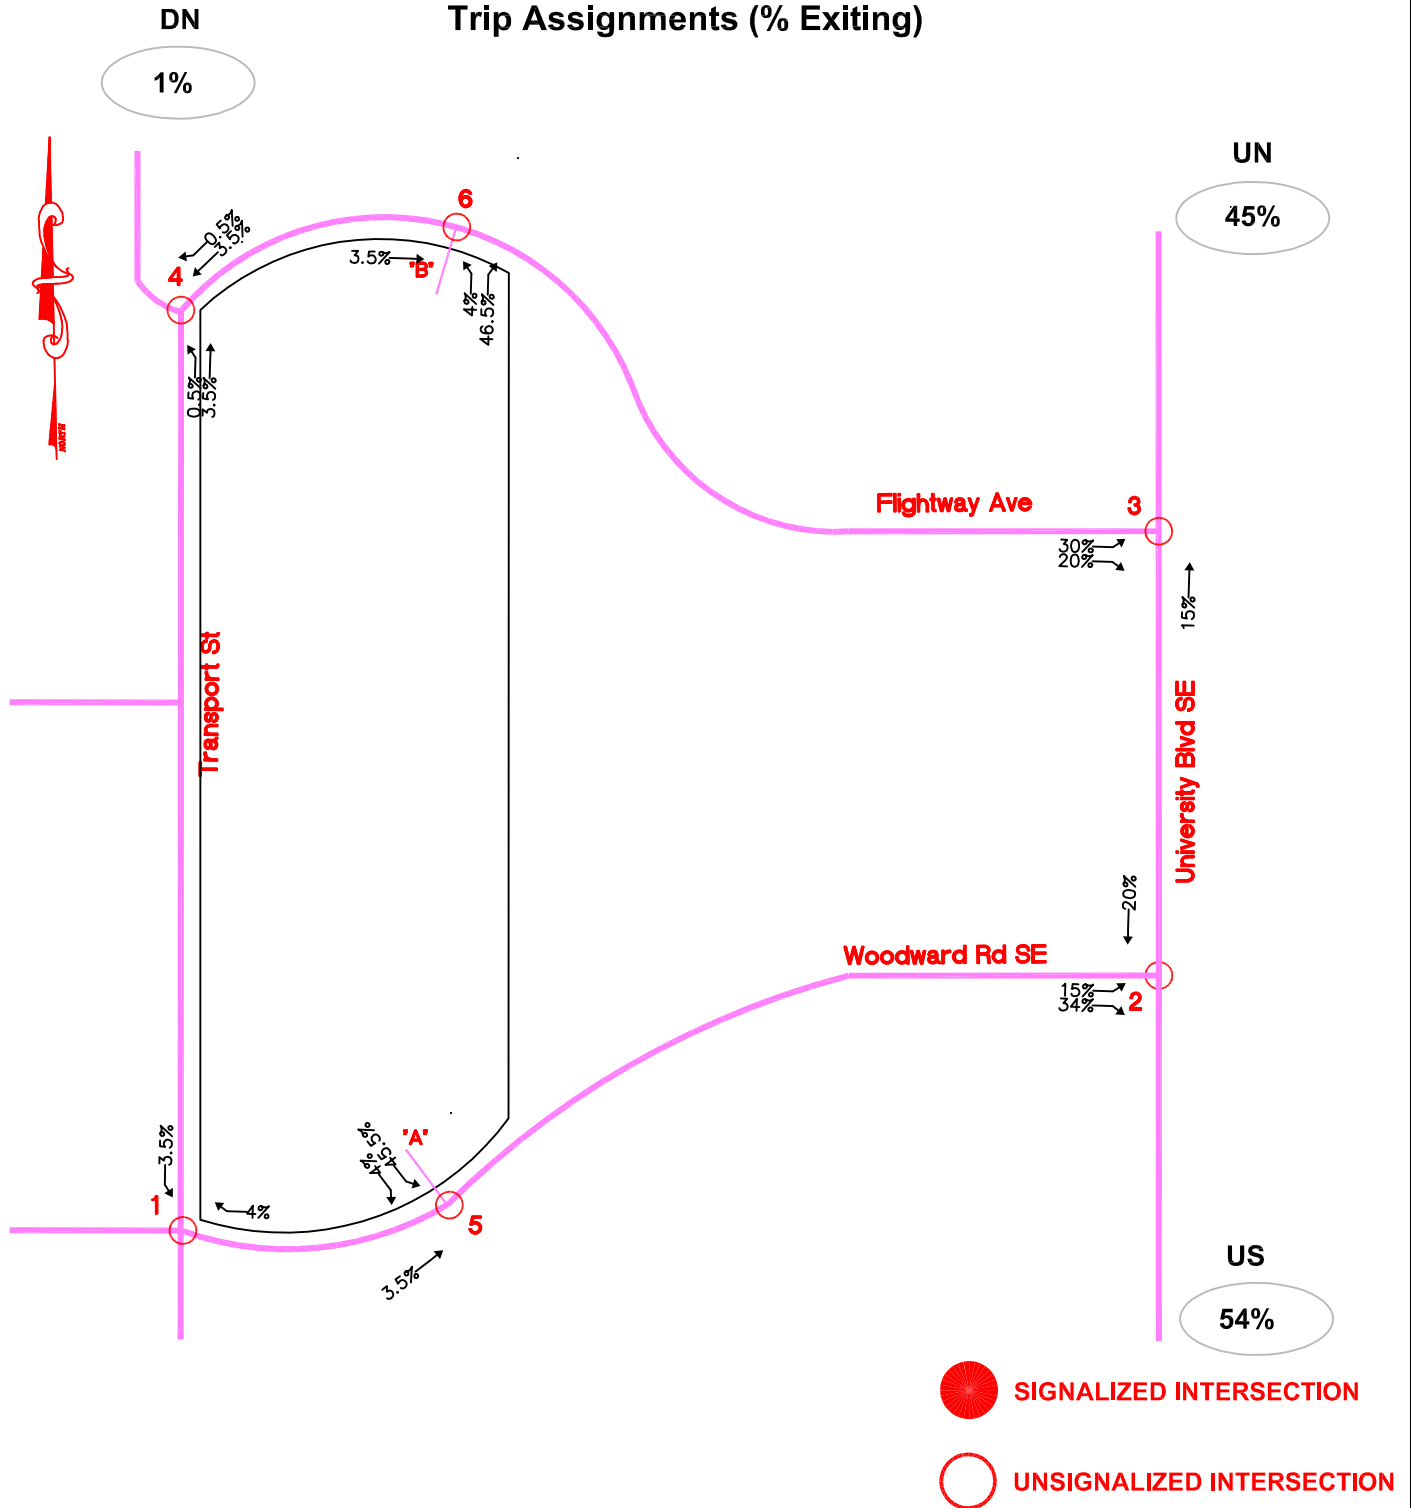 Trip Assignments (% Exiting)
DN
1%
UN
45%
6
0.5%
3.5%
4
3.5%
"B"
4%
46.5%
NORTH
0.5%
3.5%
Flightway Ave
3
30%
20%
15%
Transport St
University Blvd SE
20%
Woodward Rd SE
15%
34%
2
3.5%
"A"
45.5%
4%
1
4%
5
3.5%
US
54%
SIGNALIZED INTERSECTION
UNSIGNALIZED INTERSECTION